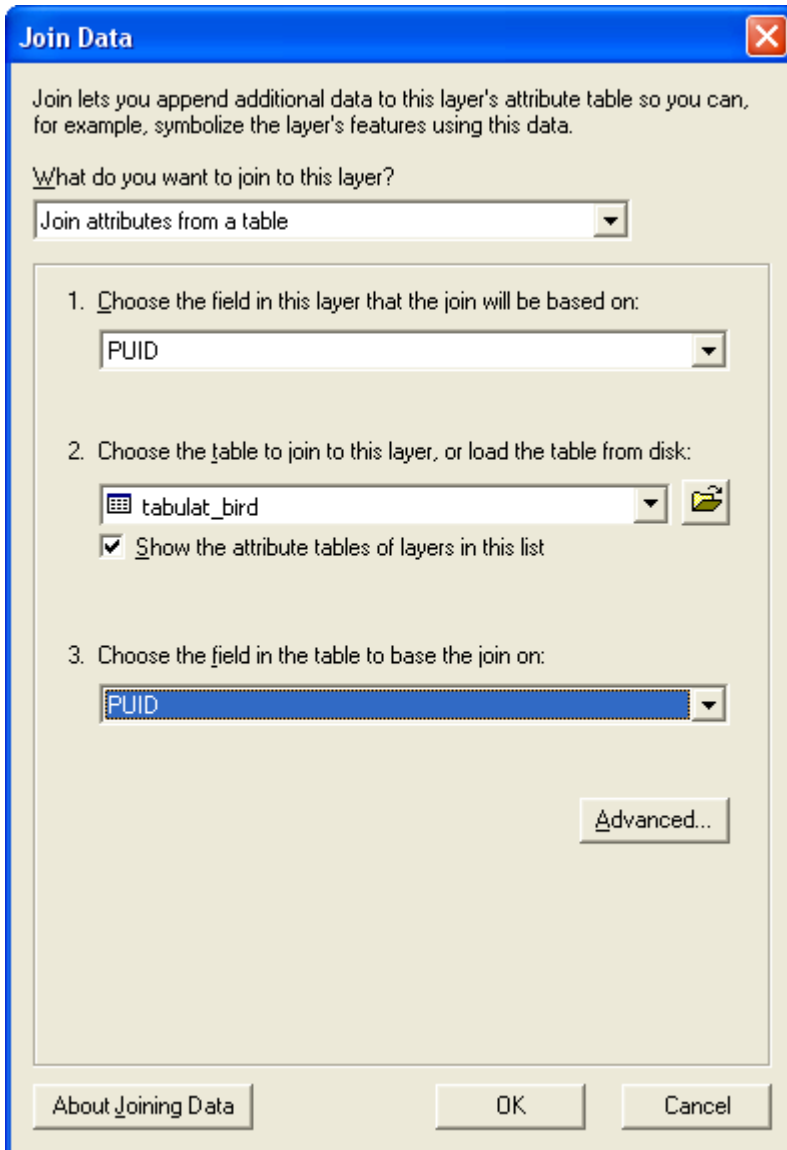 Join Data
Join lets you append additional data to this layer's attribute table so you can,
for example, symbolize the layer's features using this data.
What do you want to join to this layer?
Join attributes from a table
1. Choose the field in this layer that the join will be based on:
PUID
2. Choose the table to join to this layer, or load the table from disk:
tabulat_bird
Show the attribute tables of layers in this list
3. Choose the field in the table to base the join on:
PUID
Advanced...
About Joining Data OK Cancel